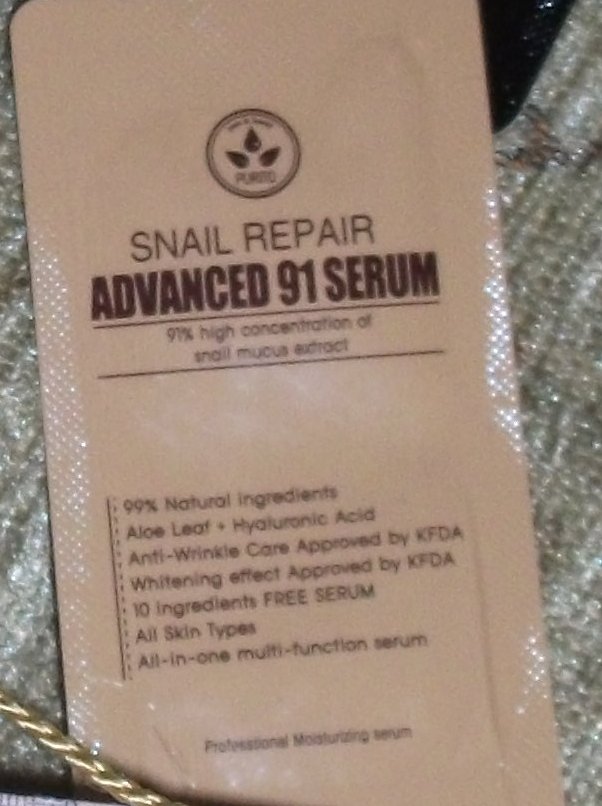 PURITO
SNAIL REPAIR
ADVANCED 91 SERUM
91% high concentration of
snail mucus extract
99% Natural ingredients
Aloe Leaf + Hyaluronic Acid
Anti-Wrinkle Care Approved by KFDA
Whitening effect Approved by KFDA
10 ingredients FREE SERUM
All Skin Types
All-in-one multi-function serum
Professional Moisturizing serum